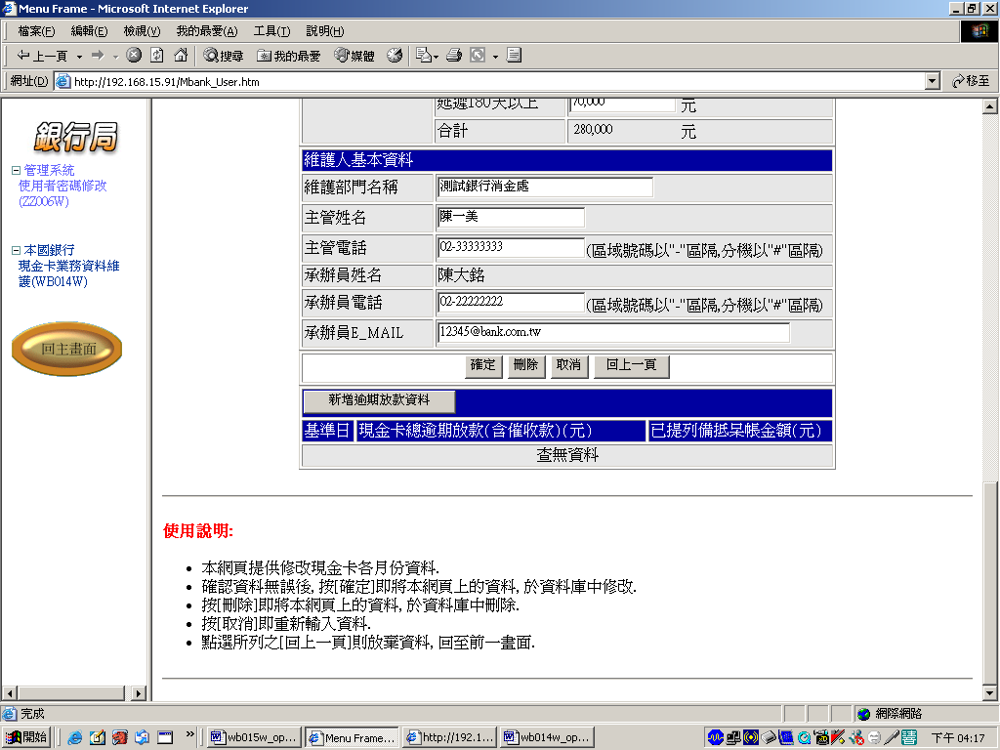 Menu Frame - Microsoft Internet Explorer
檔案(F) 編輯(E) 檢視(V) 我的最愛(A) 工具(T) 說明(H)
上一頁 搜尋 我的最愛 媒體
網址(D) http://192.168.15.91/Mbank_User.htm 移至
銀行局
管理系統
使用者密碼修改
(ZZ006W)
本國銀行
現金卡業務資料維
護(WB014W)
回主畫面
延遲180天以上 70,000 元
合計 280,000 元
維護人基本資料
維護部門名稱 測試銀行消金處
主管姓名 陳一美
主管電話 02-33333333 (區域號碼以"-"區隔,分機以"#"區隔)
承辦員姓名 陳大銘
承辦員電話 02-22222222 (區域號碼以"-"區隔,分機以"#"區隔)
承辦員E_MAIL 12345@bank.com.tw
確定 刪除 取消 回上一頁
新增逾期放款資料
基準日 現金卡總逾期放款(含催收款)(元) 已提列備抵呆帳金額(元)
查無資料
使用說明:
• 本網頁提供修改現金卡各月份資料.
• 確認資料無誤後, 按[確定]即將本網頁上的資料, 於資料庫中修改.
• 按[刪除]即將本網頁上的資料, 於資料庫中刪除.
• 按[取消]即重新輸入資料.
• 點選所列之[回上一頁]則放棄資料, 回至前一畫面.
完成 網際網路
開始 » wb015w_op... Menu Frame... http://192.1... wb014w_op... 下午 04:17